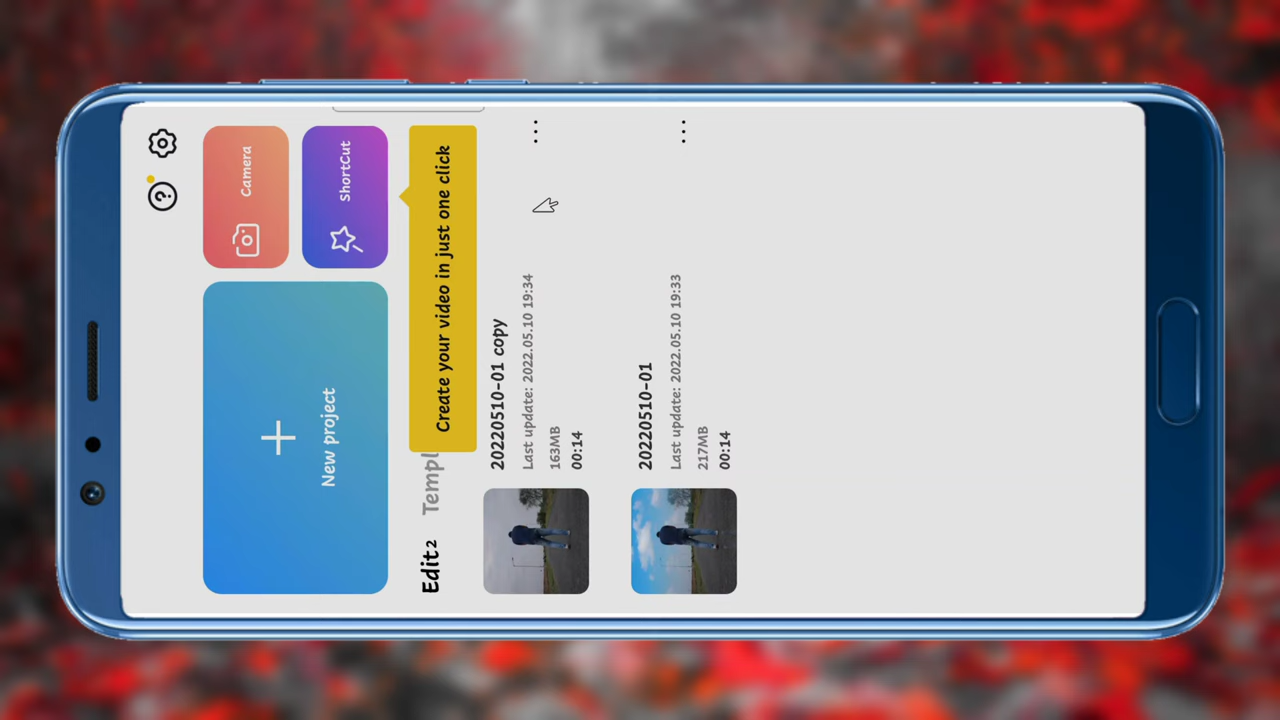 Camera
New project
ShortCut
Edit2 Templ
Create your video in just one click
20220510-01 copy
Last update: 2022.05.10 19:34
163MB
00:14
20220510-01
Last update: 2022.05.10 19:33
217MB
00:14